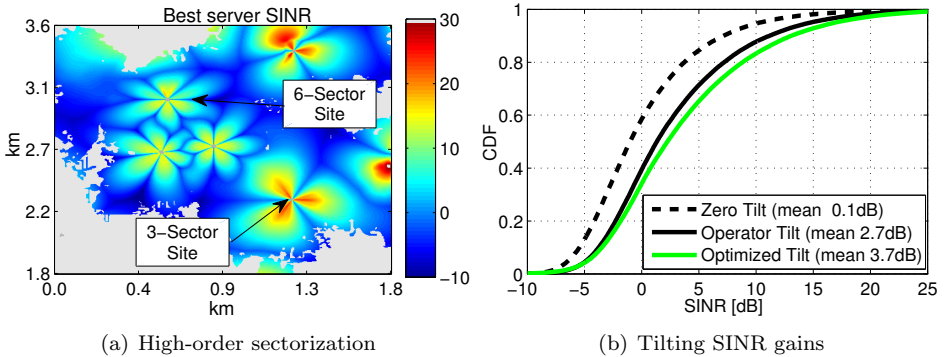 Best server SINR
3.6
3.1
2.7
2.2
1.8
km
0.0 0.4 0.9 1.3 1.8
km
6−Sector
Site
3−Sector
Site
30
20
10
0
−10
(a) High-order sectorization
1
0.8
0.6
0.4
0.2
0
CDF
−10 −5 0 5 10 15 20 25
SINR [dB]
Zero Tilt (mean 0.1dB)
Operator Tilt (mean 2.7dB)
Optimized Tilt (mean 3.7dB)
(b) Tilting SINR gains